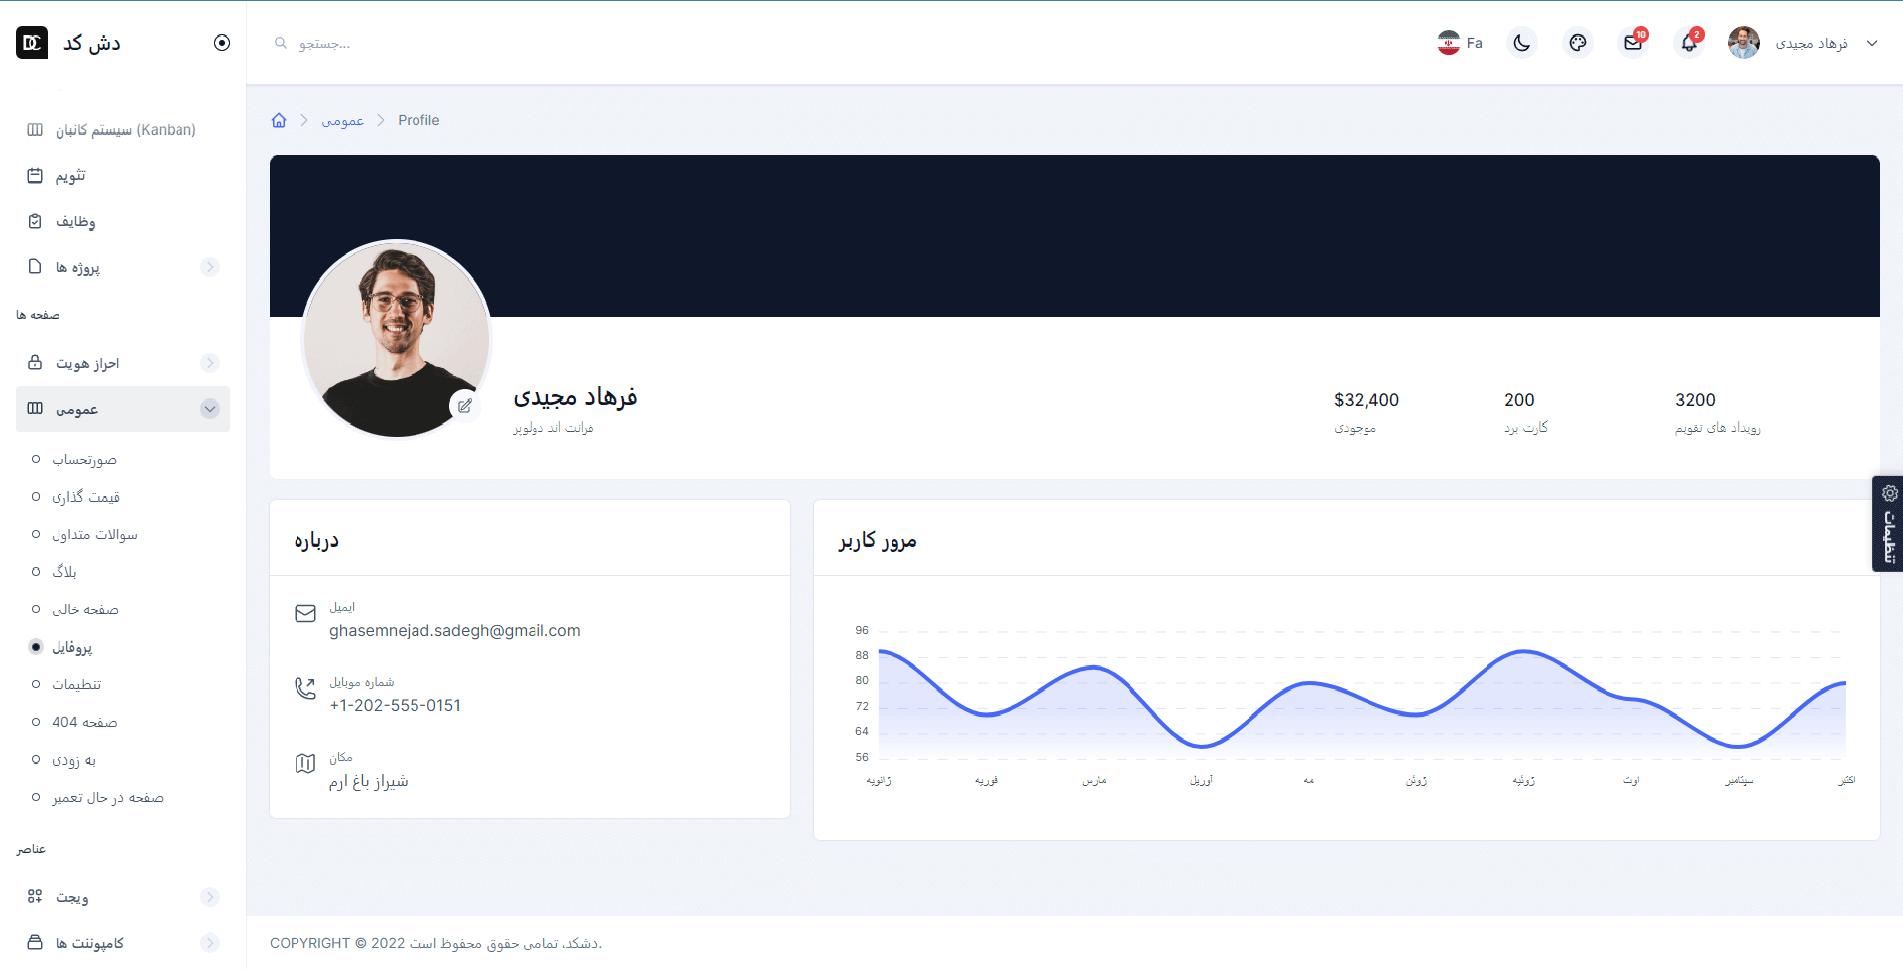 دش کد
جستجو...
Fa
10
2
فرهاد مجیدی
سیستم کانبان (Kanban)
تئویم
وظایف
پروژه ها
صفحه ها
احراز هویت
عمومی
صورتحساب
قیمت گذاری
سوالات متداول
بلاگ
صفحه خالی
پروفایل
تنظیمات
صفحه 404
به زودی
صفحه در حال تعمیر
عناصر
ویجت
کامپوننت ها
عمومی
Profile
فرهاد مجیدی
فرانت اند دولوپر
$32,400
موجودی
200
کارت برد
3200
رویداد های تقویم
درباره
ایمیل
ghasemnejad.sadegh@gmail.com
شماره موبایل
+1-202-555-0151
مکان
شیراز باغ ارم
مرور کاربر
96
88
80
72
64
56
ژانویه فوریه مارس آوریل مه ژوئن ژوئیه اوت سپتامبر اکتبر
تنظیمات
COPYRIGHT © 2022 دشکد، تمامی حقوق محفوظ است.